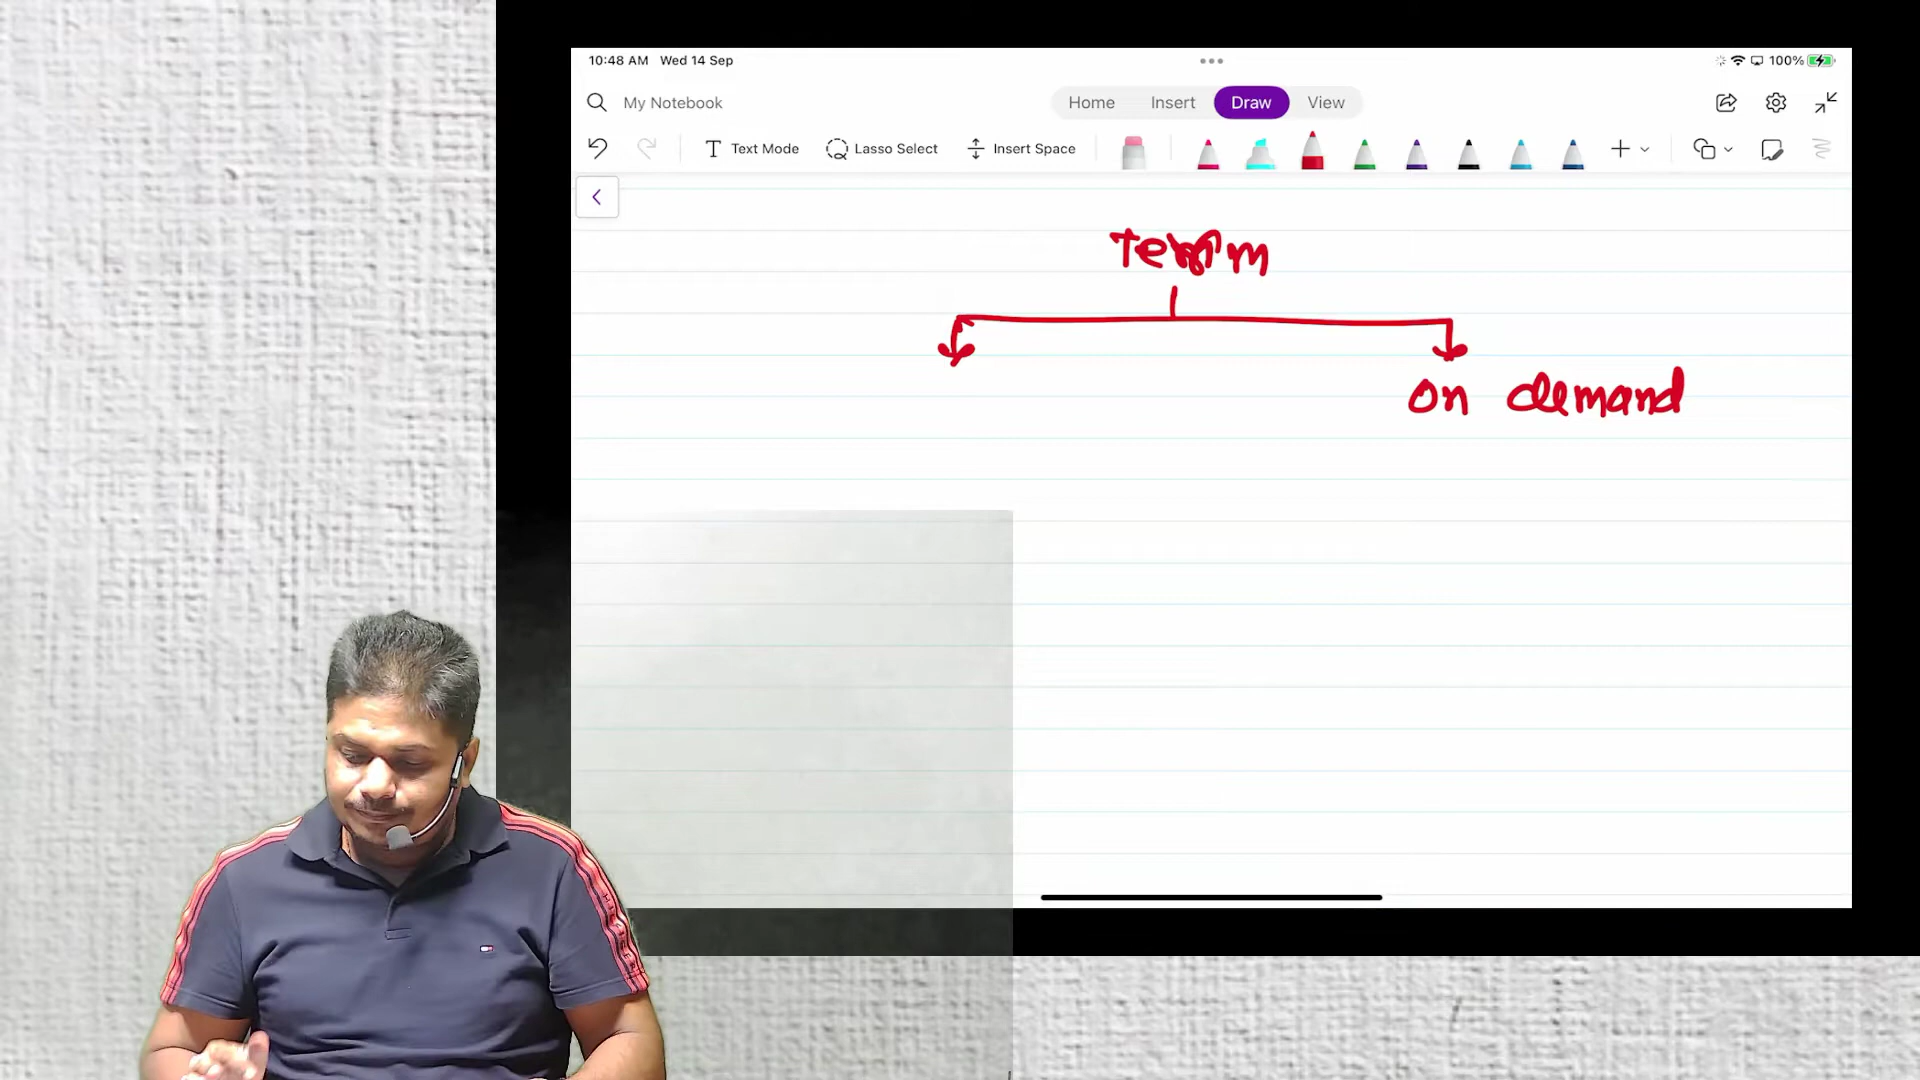 10:48 AM Wed 14 Sep
100%
My Notebook
Home Insert Draw View
Text Mode Lasso Select Insert Space
on demand